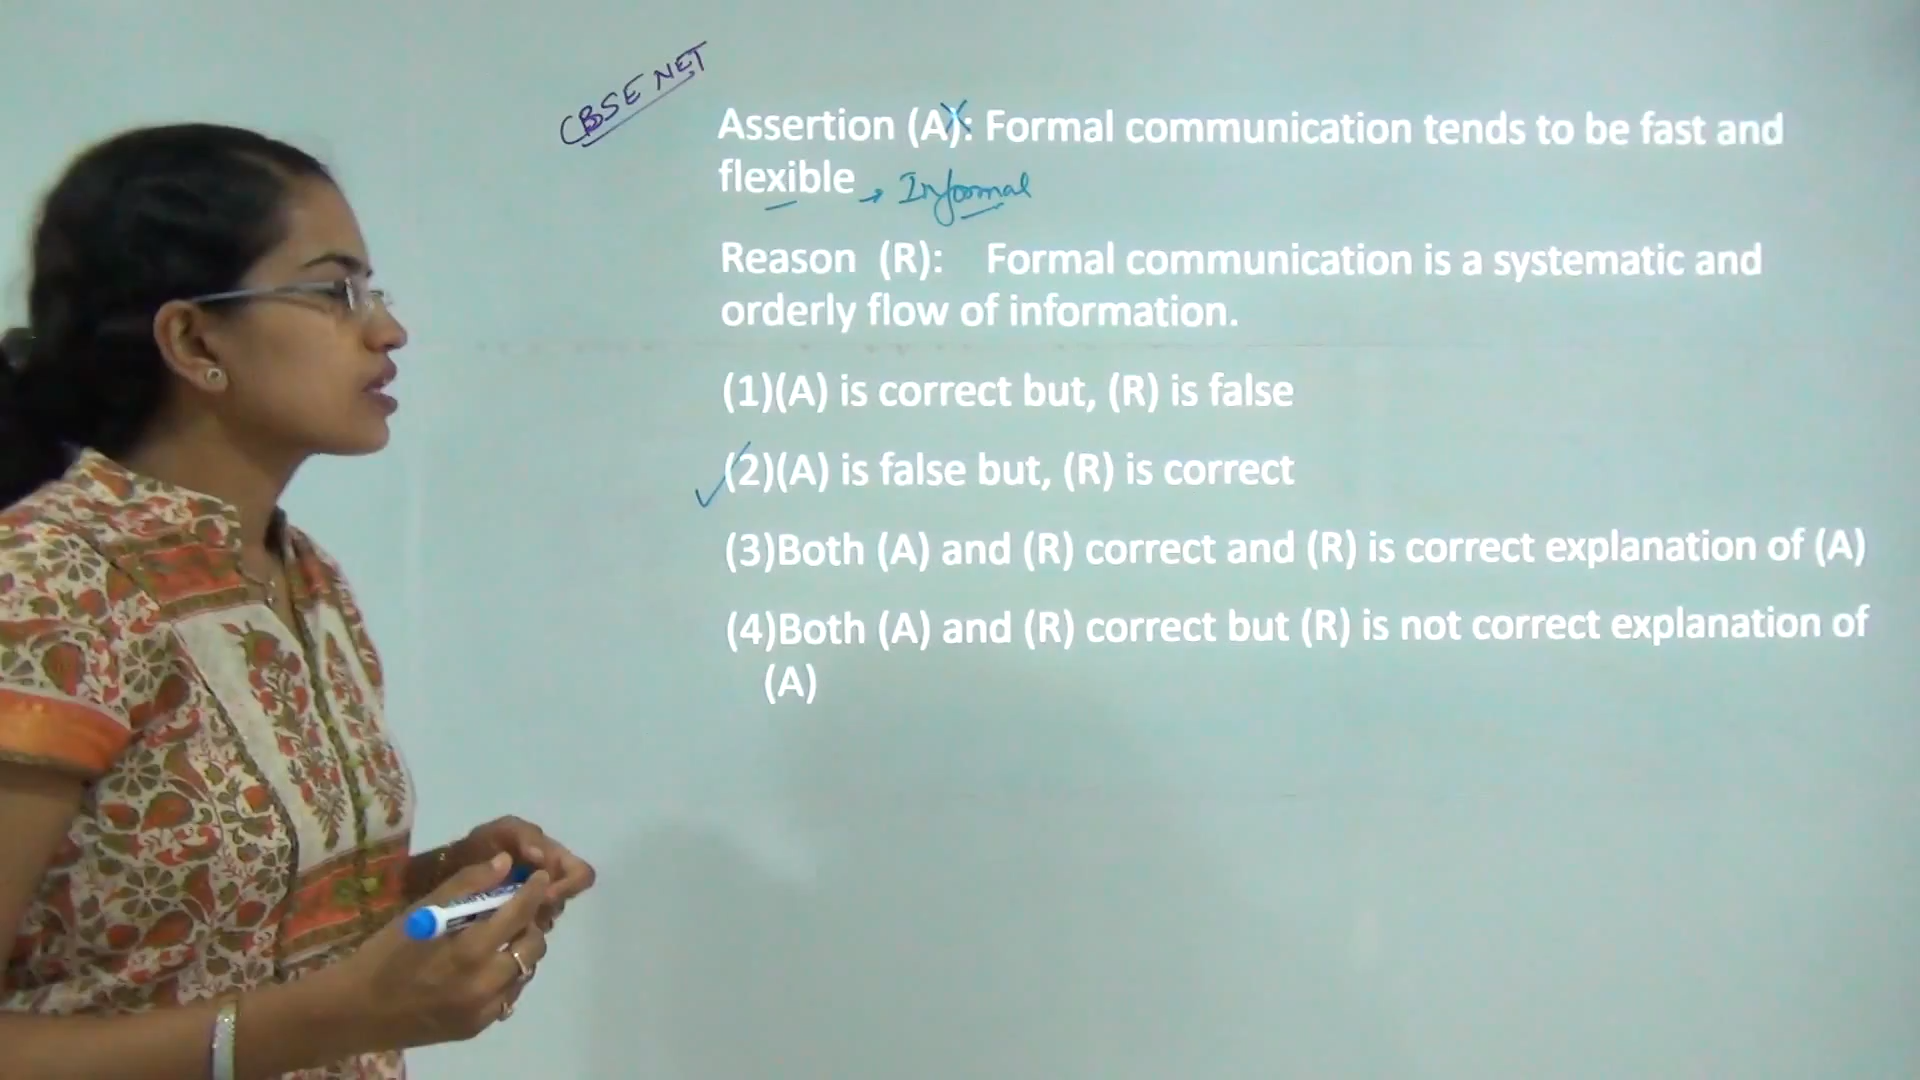 CBSE NET
Assertion (A): Formal communication tends to be fast and
flexible → Informal
Reason (R): Formal communication is a systematic and
orderly flow of information.
(1)(A) is correct but, (R) is false
(2)(A) is false but, (R) is correct
(3)Both (A) and (R) correct and (R) is correct explanation of (A)
(4)Both (A) and (R) correct but (R) is not correct explanation of
(A)